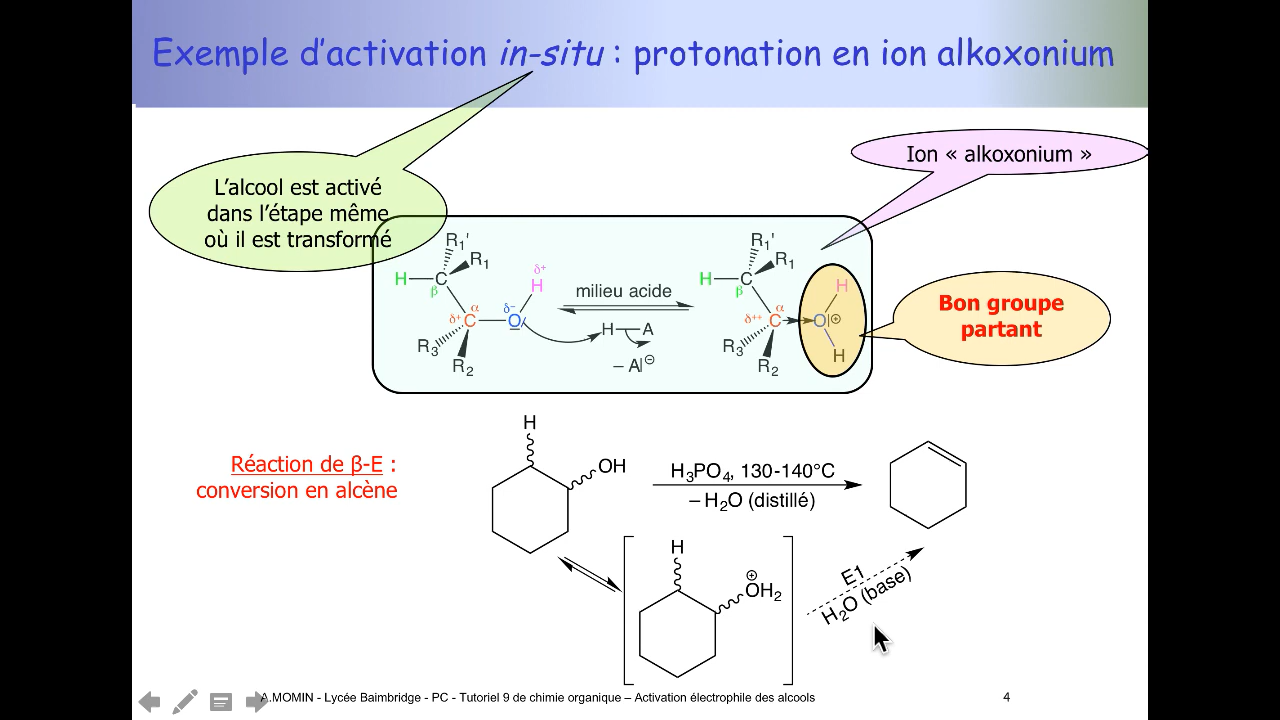 Exemple d'activation in-situ : protonation en ion alkoxonium
L'alcool est activé
dans l'étape même
où il est transformé
Ion « alkoxonium »
R1' R1 H C β α δ+ C δ− O δ+ H R3 R2
milieu acide
H A
– A|⊖
R1' R1 H C β α δ++ C O|⊕ H H R3 R2
Bon groupe
partant
Réaction de β-E :
conversion en alcène
H
OH
H3PO4, 130-140°C
– H2O (distillé)
H
⊕
OH2
E1
H2O (base)
A.MOMIN - Lycée Baimbridge - PC - Tutoriel 9 de chimie organique – Activation électrophile des alcools
4